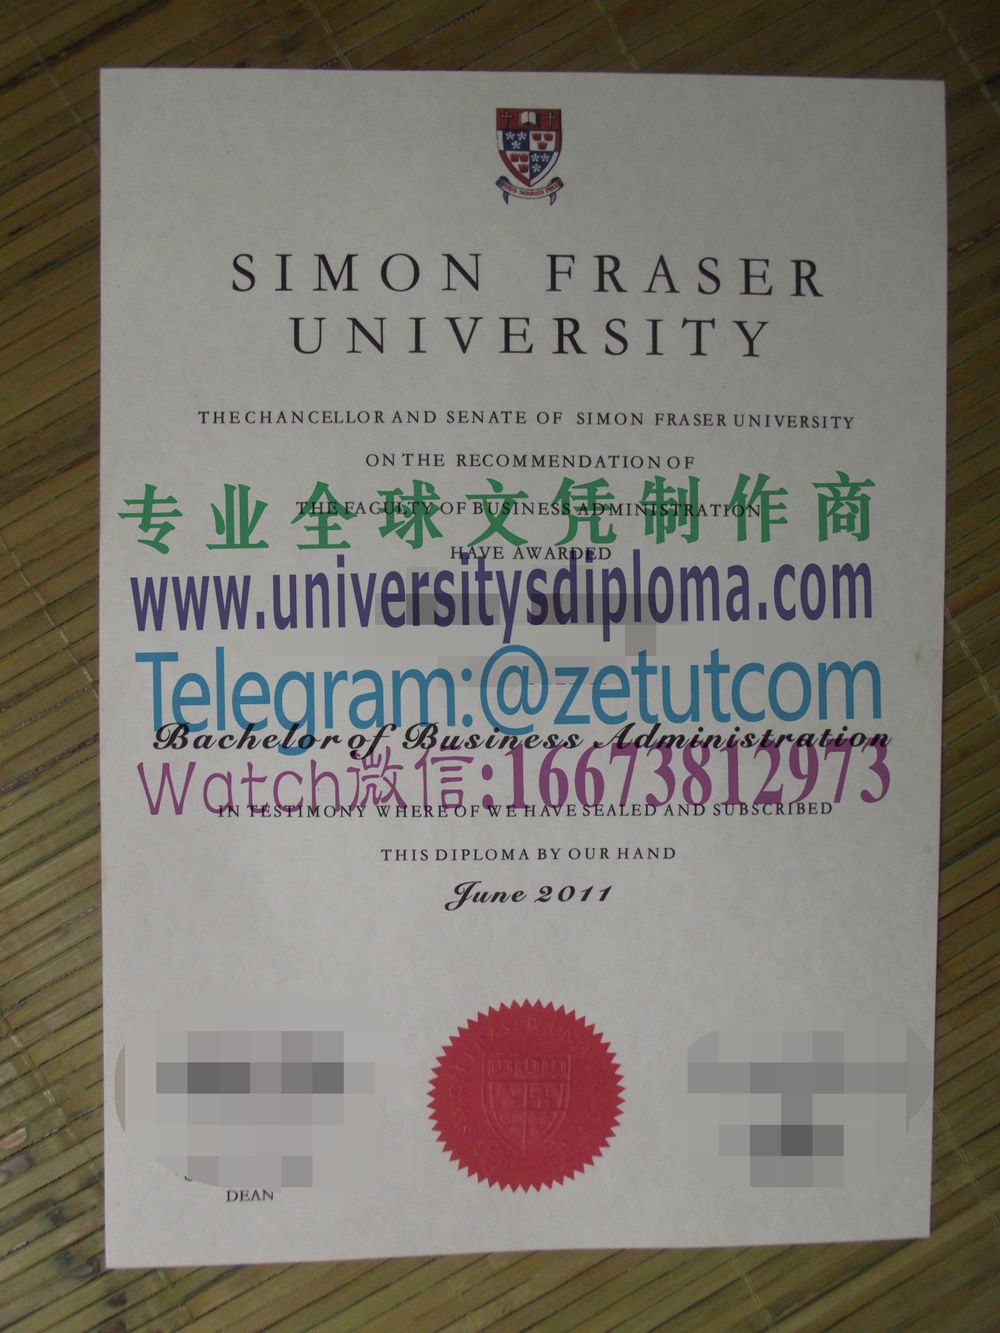 SIMON FRASER
UNIVERSITY
THE CHANCELLOR AND SENATE OF SIMON FRASER UNIVERSITY
ON THE RECOMMENDATION OF
专业全球文凭制作商
THE FACULTY OF BUSINESS ADMINISTRATION
HAVE AWARDED
www.universitysdiploma.com
Telegram:@zetutcom
Bachelor of Business Administration
Watch微信:16673812973
IN TESTIMONY WHERE OF WE HAVE SEALED AND SUBSCRIBED
THIS DIPLOMA BY OUR HAND
June 2011
DEAN